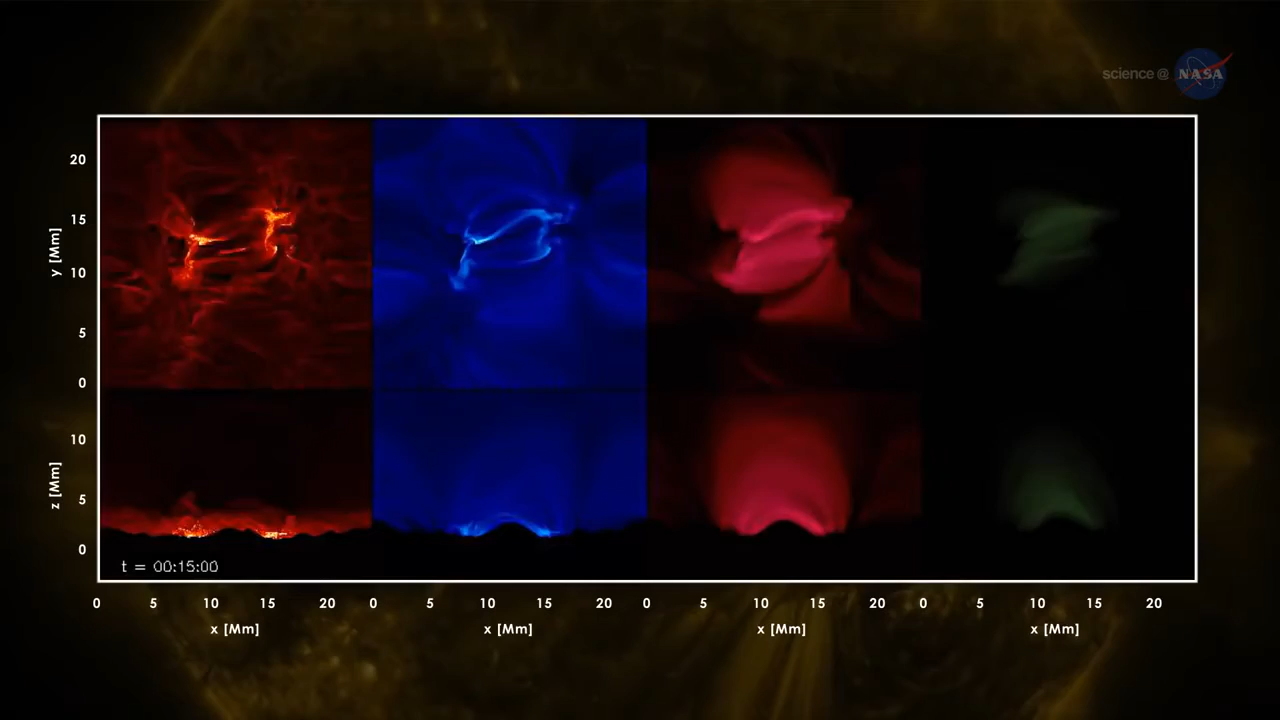 science@ NASA
20
15
y [Mm]
10
5
0
10
z [Mm]
5
0
t = 00:15:00
0 5 10 15 20 0 5 10 15 20 0 5 10 15 20 0 5 10 15 20
x [Mm] x [Mm] x [Mm] x [Mm]